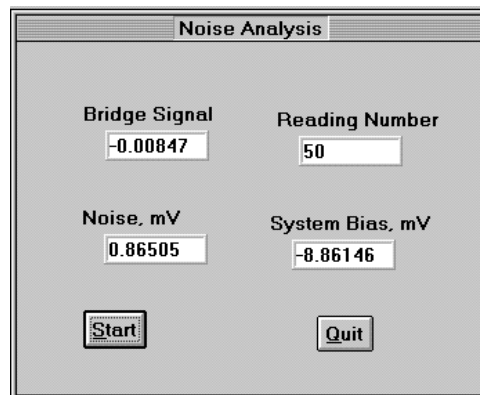 Noise Analysis
Bridge Signal
-0.00847
Reading Number
50
Noise, mV
0.86505
System Bias, mV
-8.86146
Start
Quit